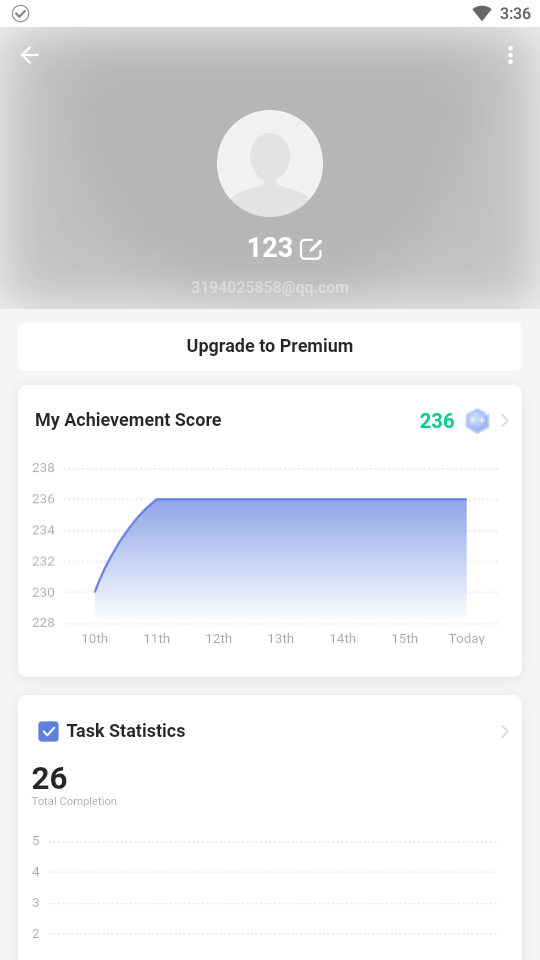 3:36
123
3194025858@qq.com
Upgrade to Premium
My Achievement Score 236
238
236
234
232
230
228
10th 11th 12th 13th 14th 15th Today
Task Statistics
26
Total Completion
5
4
3
2